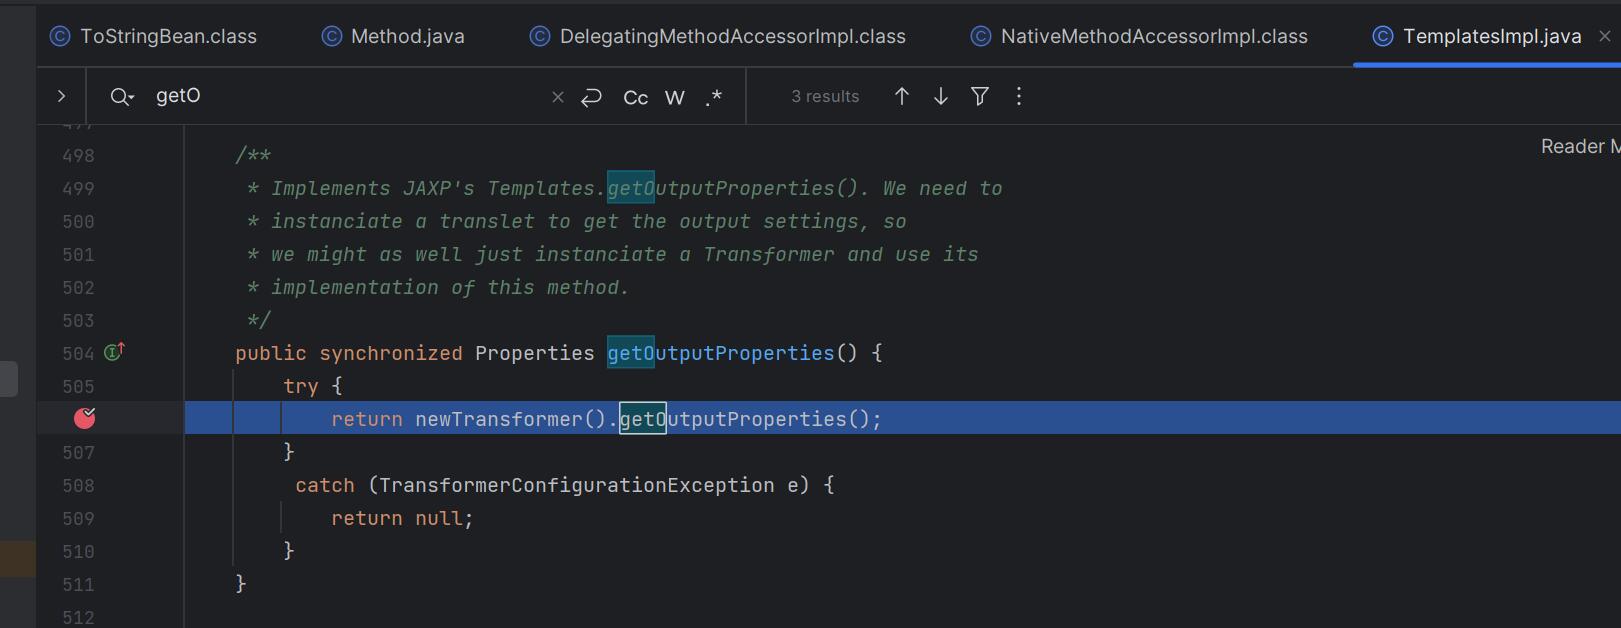 ToStringBean.class Method.java DelegatingMethodAccessorImpl.class NativeMethodAccessorImpl.class TemplatesImpl.java
getO Cc W .* 3 results
Reader M
498 /**
499 * Implements JAXP's Templates.getOutputProperties(). We need to
500 * instanciate a translet to get the output settings, so
501 * we might as well just instanciate a Transformer and use its
502 * implementation of this method.
503 */
504 public synchronized Properties getOutputProperties() {
505 try {
return newTransformer().getOutputProperties();
507 }
508 catch (TransformerConfigurationException e) {
509 return null;
510 }
511 }
512